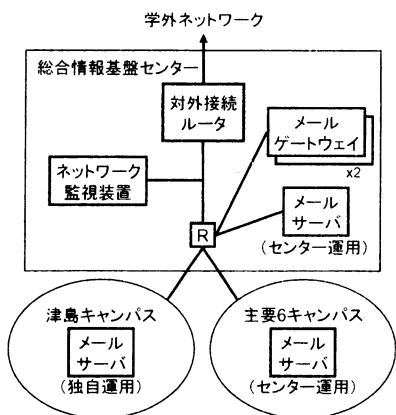 学外ネットワーク
総合情報基盤センター
対外接続
ルータ
メール
ゲートウェイ
x2
ネットワーク
監視装置
メール
サーバ
(センター運用)
R
津島キャンパス
メール
サーバ
(独自運用)
主要6キャンパス
メール
サーバ
(センター運用)